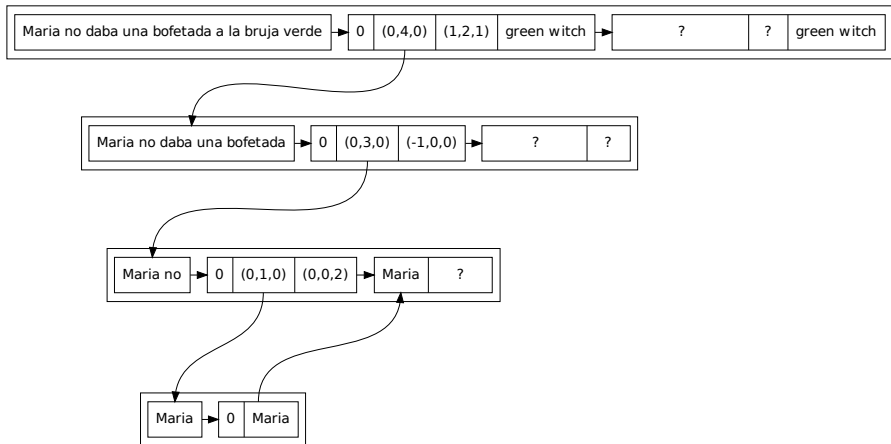 Maria no daba una bofetada a la bruja verde 0 (0,4,0) (1,2,1) green witch ? ? green witch
Maria no daba una bofetada 0 (0,3,0) (-1,0,0) ? ?
Maria no 0 (0,1,0) (0,0,2) Maria ?
Maria 0 Maria